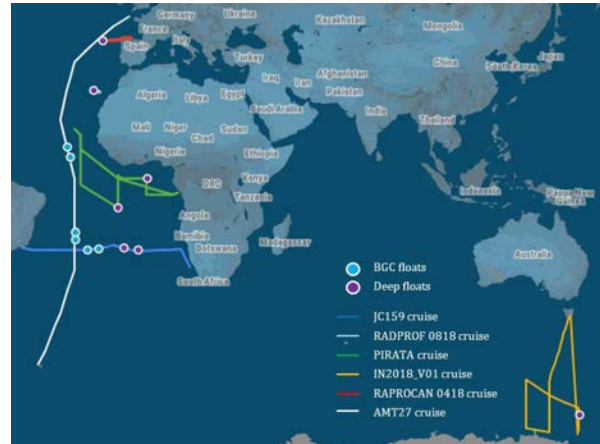 Germany
Ukraine
Kazakhstan
Mongolia
France
Italy
Spain
Turkey
Japan
China
South Korea
Iraq
Iran
Afghanistan
Pakistan
Algeria
Libya
Egypt
Saudi Arabia
India
Mali
Niger
Chad
Sudan
Thailand
Nigeria
Ethiopia
DRC
Kenya
Tanzania
Indonesia
Papua New
Guinea
Angola
Namibia
Botswana
Madagascar
South Africa
Australia
BGC floats
Deep floats
JC159 cruise
RADPROF 0818 cruise
PIRATA cruise
IN2018_V01 cruise
RAPROCAN 0418 cruise
AMT27 cruise